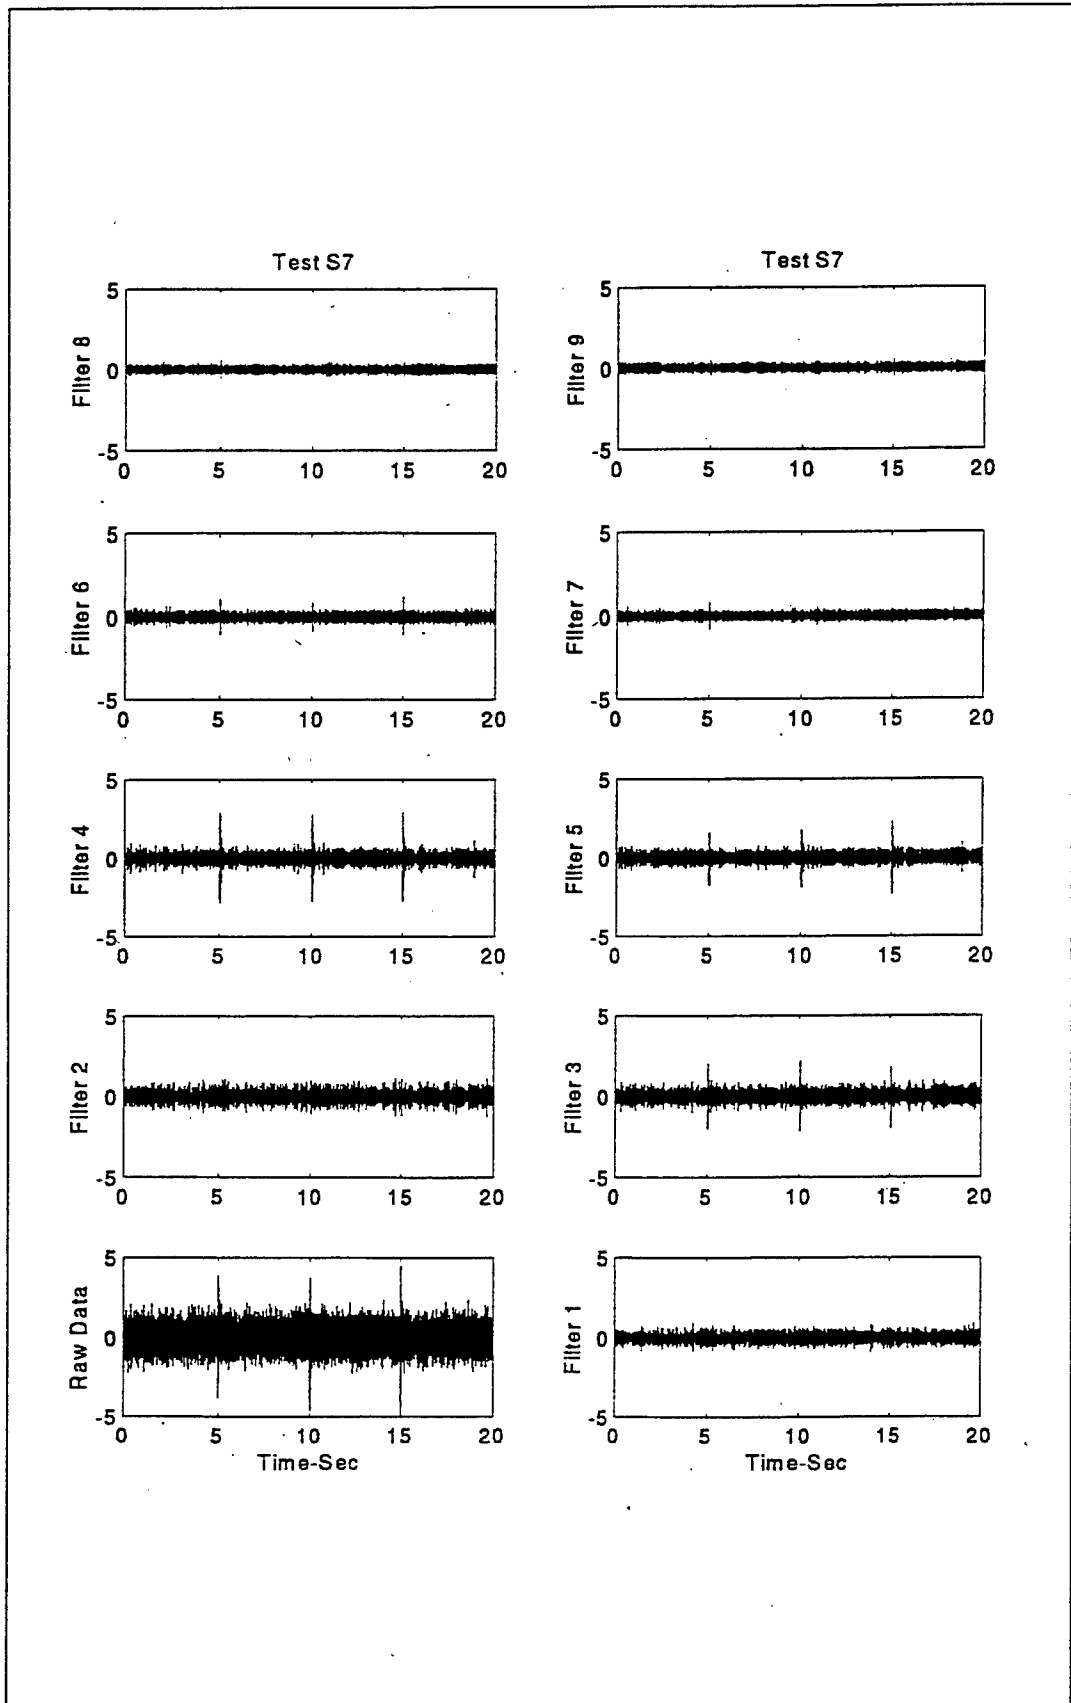 Test S7
Test S7
5
0
-5
Filter 8
0 5 10 15 20
5
0
-5
Filter 9
0 5 10 15 20
5
0
-5
Filter 6
0 5 10 15 20
5
0
-5
Filter 7
0 5 10 15 20
5
0
-5
Filter 4
0 5 10 15 20
5
0
-5
Filter 5
0 5 10 15 20
5
0
-5
Filter 2
0 5 10 15 20
5
0
-5
Filter 3
0 5 10 15 20
5
0
-5
Raw Data
0 5 10 15 20
Time-Sec
5
0
-5
Filter 1
0 5 10 15 20
Time-Sec